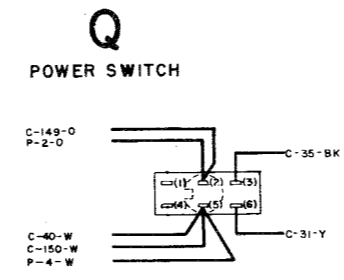 Q
POWER SWITCH
C-149-O
P-2-O
C-35-BK
(1) (2) (3)
(4) (5) (6)
C-40-W
C-31-Y
C-150-W
P-4-W